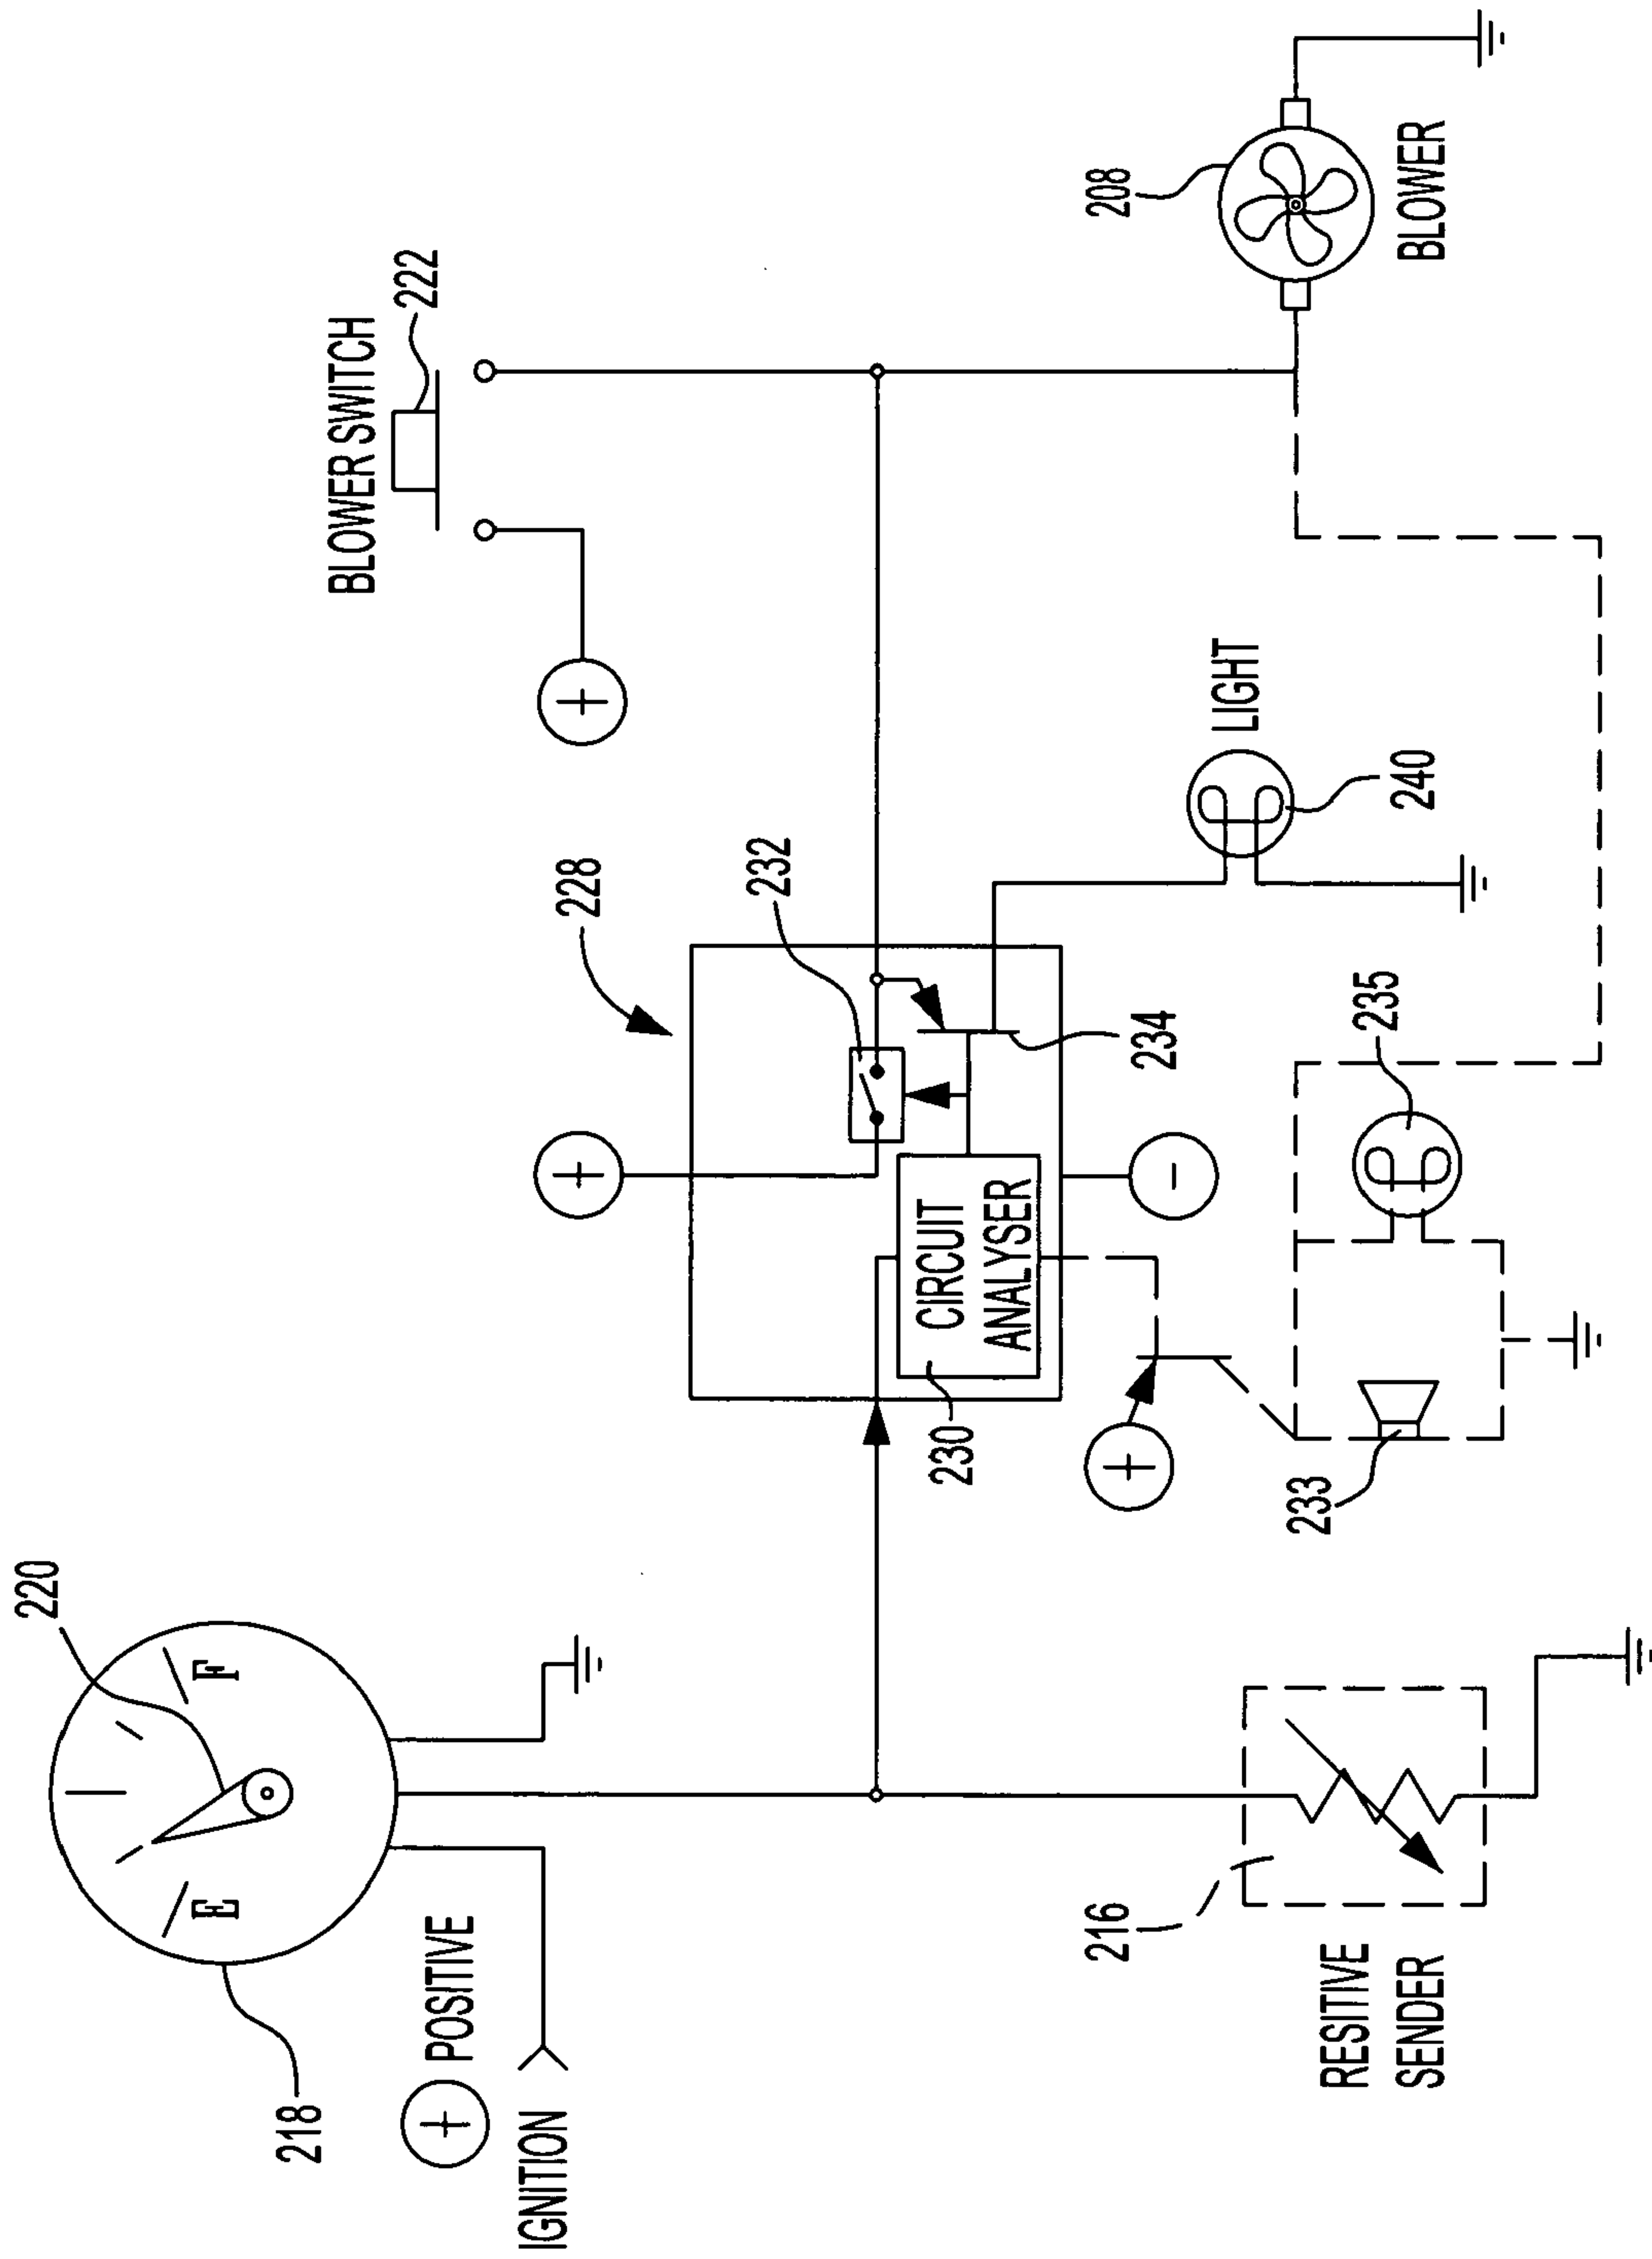 220
E
F
218
BLOWER SWITCH
222
+ POSITIVE
IGNITION
+
228
+
232
230
CIRCUIT
ANALYSER
216
208
+
234
-
LIGHT
233
RESITIVE
SENDER
235
240
BLOWER